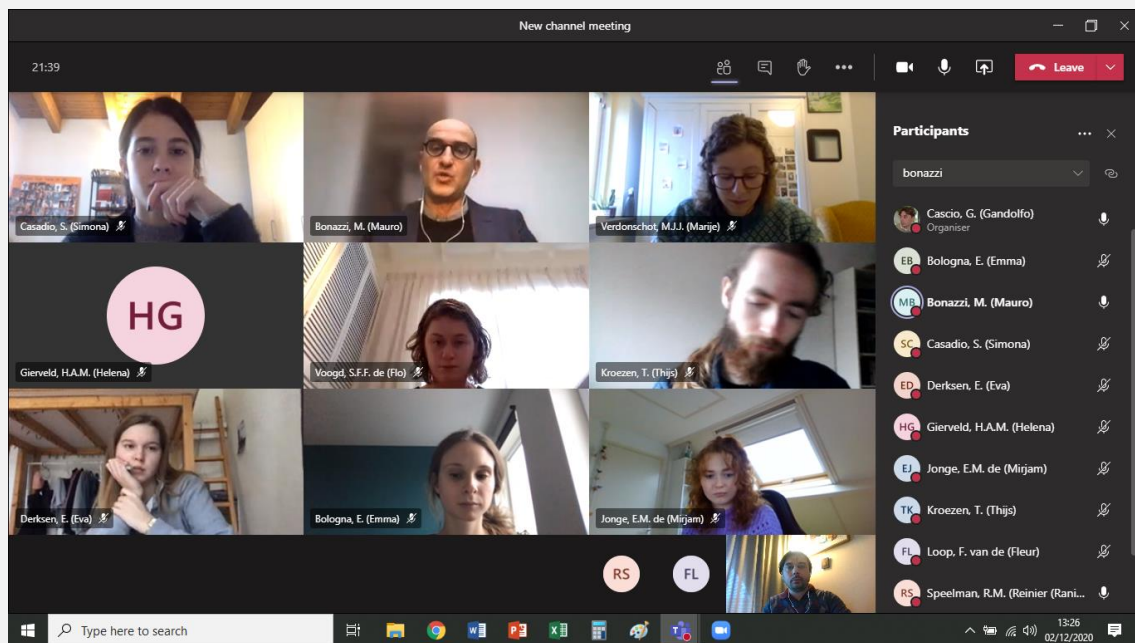 New channel meeting
21:39
Leave
Casadio, S. (Simona)
Bonazzi, M. (Mauro)
Verdonschot, M.J.J. (Marije)
HG
Gierveld, H.A.M. (Helena)
Voogd, S.F.F. de (Flo)
Kroezen, T. (Thijs)
Derksen, E. (Eva)
Bologna, E. (Emma)
Jonge, E.M. de (Mirjam)
RS
FL
Participants
bonazzi
Cascio, G. (Gandolfo)
Organiser
EB Bologna, E. (Emma)
MB Bonazzi, M. (Mauro)
SC Casadio, S. (Simona)
ED Derksen, E. (Eva)
HG Gierveld, H.A.M. (Helena)
EJ Jonge, E.M. de (Mirjam)
TK Kroezen, T. (Thijs)
FL Loop, F. van de (Fleur)
RS Speelman, R.M. (Reinier (Rani...
Type here to search
13:26
02/12/2020